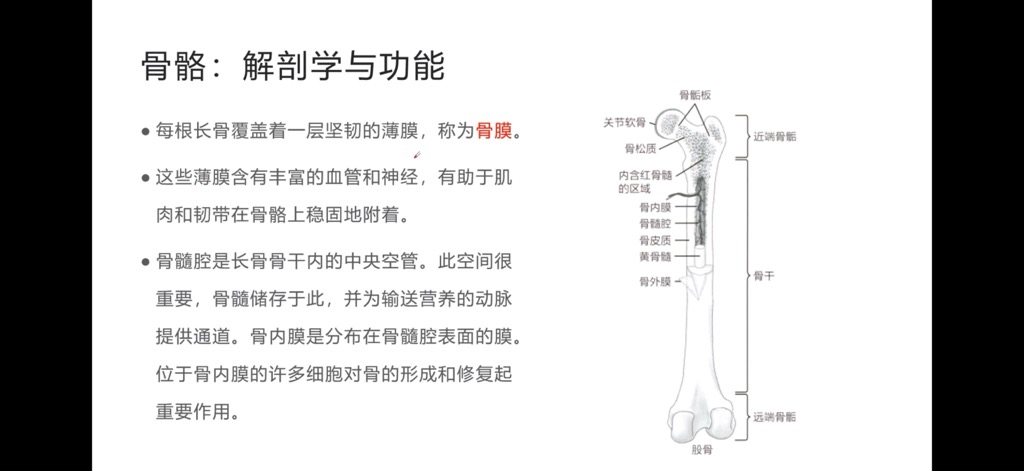 骨骼：解剖学与功能
● 每根长骨覆盖着一层坚韧的薄膜，称为骨膜。
● 这些薄膜含有丰富的血管和神经，有助于肌
肉和韧带在骨骼上稳固地附着。
● 骨髓腔是长骨骨干内的中央空管。此空间很
重要，骨髓储存于此，并为输送营养的动脉
提供通道。骨内膜是分布在骨髓腔表面的膜。
位于骨内膜的许多细胞对骨的形成和修复起
重要作用。
骨骺板
关节软骨
骨松质
内含红骨髓
的区域
骨内膜
骨髓腔
骨皮质
黄骨髓
骨外膜
近端骨骺
骨干
远端骨骺
股骨